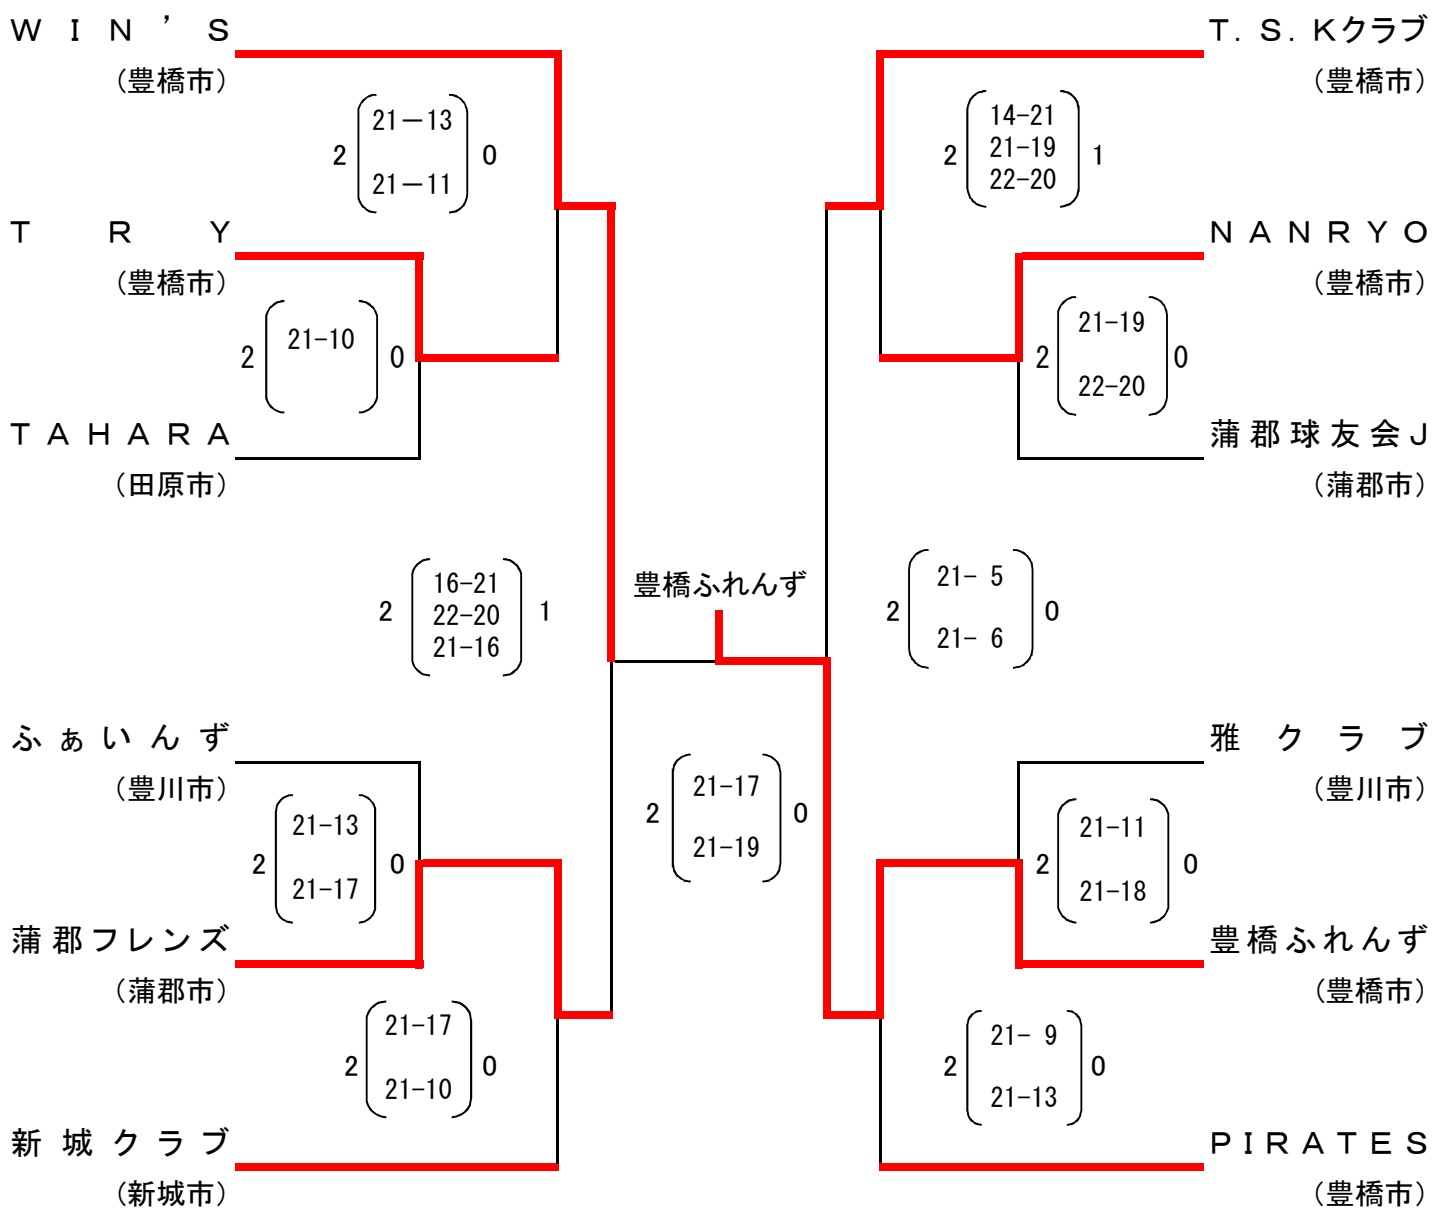 WIN'S
(豊橋市)
2 21-13 0
21-11
TRY
(豊橋市)
2 21-10 0
TAHARA
(田原市)
2 16-21 1
22-20
21-16
ふぁいんず
(豊川市)
2 21-13 0
21-17
蒲郡フレンズ
(蒲郡市)
2 21-17 0
21-10
新城クラブ
(新城市)
豊橋ふれんず
2 21-17 0
21-19
T.S.Kクラブ
(豊橋市)
2 14-21 1
21-19
22-20
NANRYO
(豊橋市)
2 21-19 0
22-20
蒲郡球友会J
(蒲郡市)
2 21- 5 0
21- 6
雅クラブ
(豊川市)
2 21-11 0
21-18
豊橋ふれんず
(豊橋市)
2 21- 9 0
21-13
PIRATES
(豊橋市)